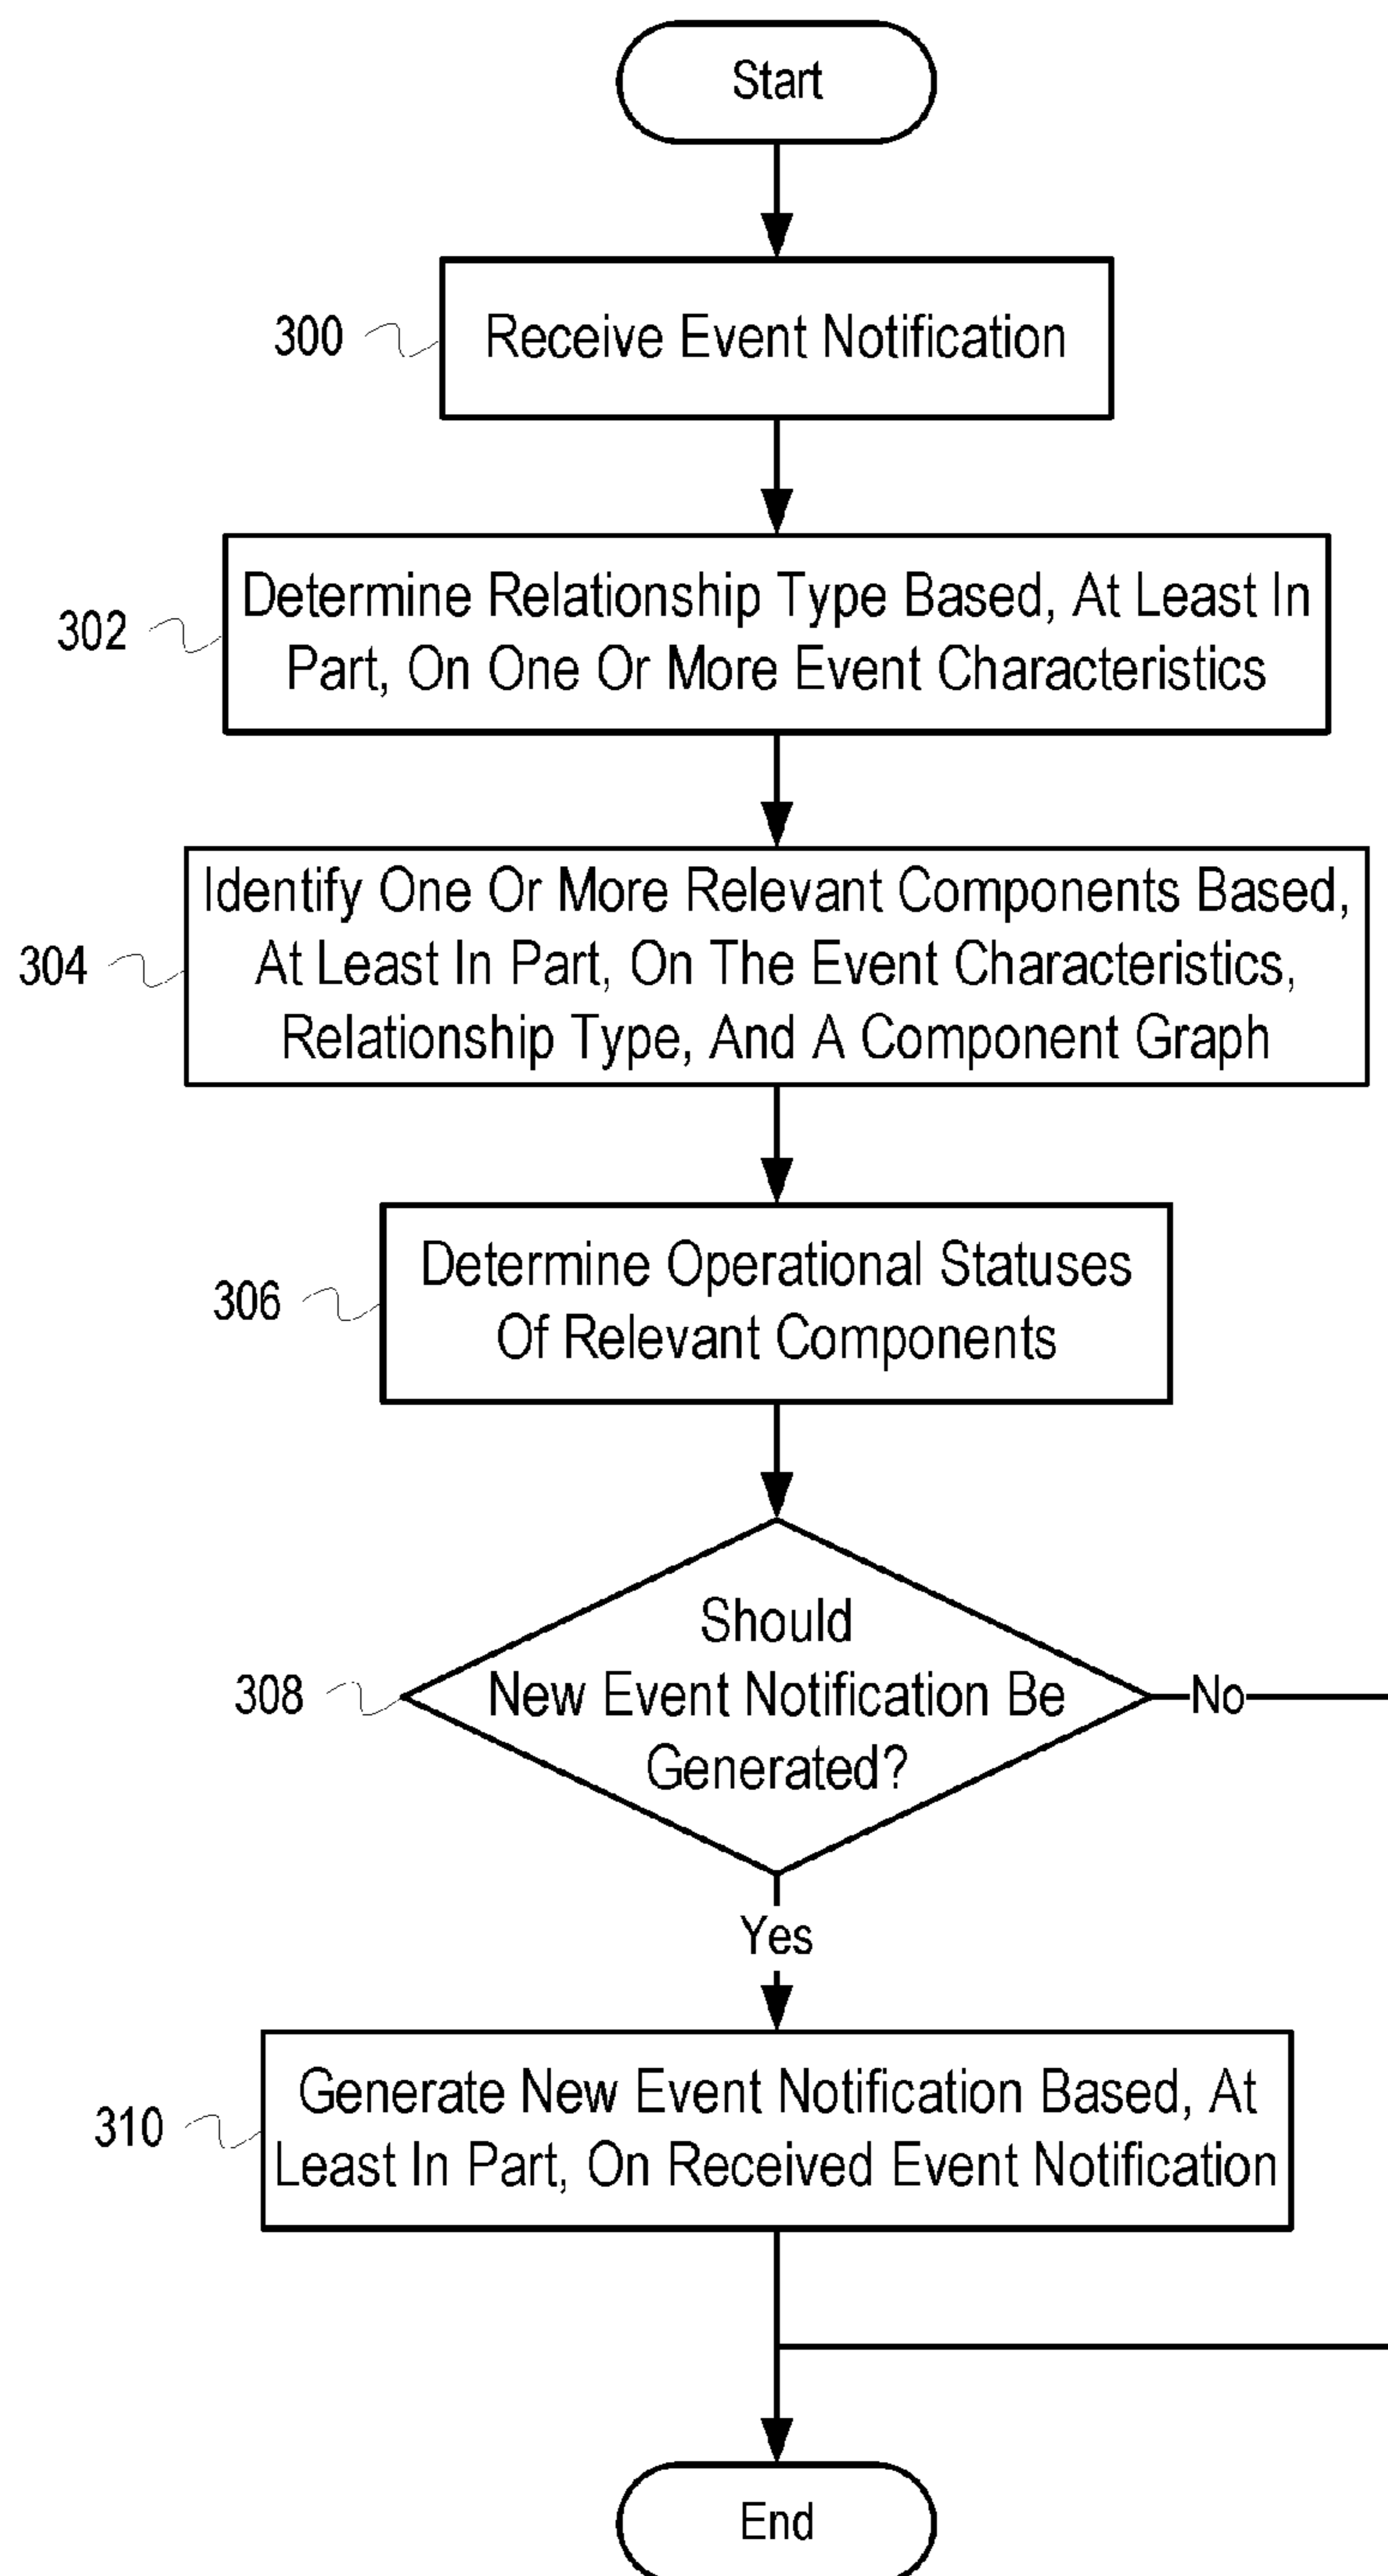 Start
300
Receive Event Notification
302
Determine Relationship Type Based, At Least In
Part, On One Or More Event Characteristics
304
Identify One Or More Relevant Components Based,
At Least In Part, On The Event Characteristics,
Relationship Type, And A Component Graph
306
Determine Operational Statuses
Of Relevant Components
308
Should
New Event Notification Be
Generated?
No
Yes
310
Generate New Event Notification Based, At
Least In Part, On Received Event Notification
End